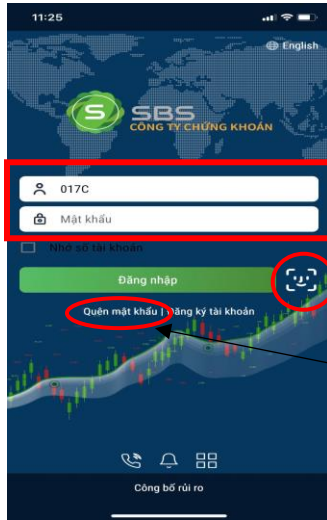 11:25
English
S
SBS
CÔNG TY CHỨNG KHOÁN
017C
Mật khẩu
Nhớ số tài khoản
Đăng nhập
Quên mật khẩu | Đăng ký tài khoản
Công bố rủi ro